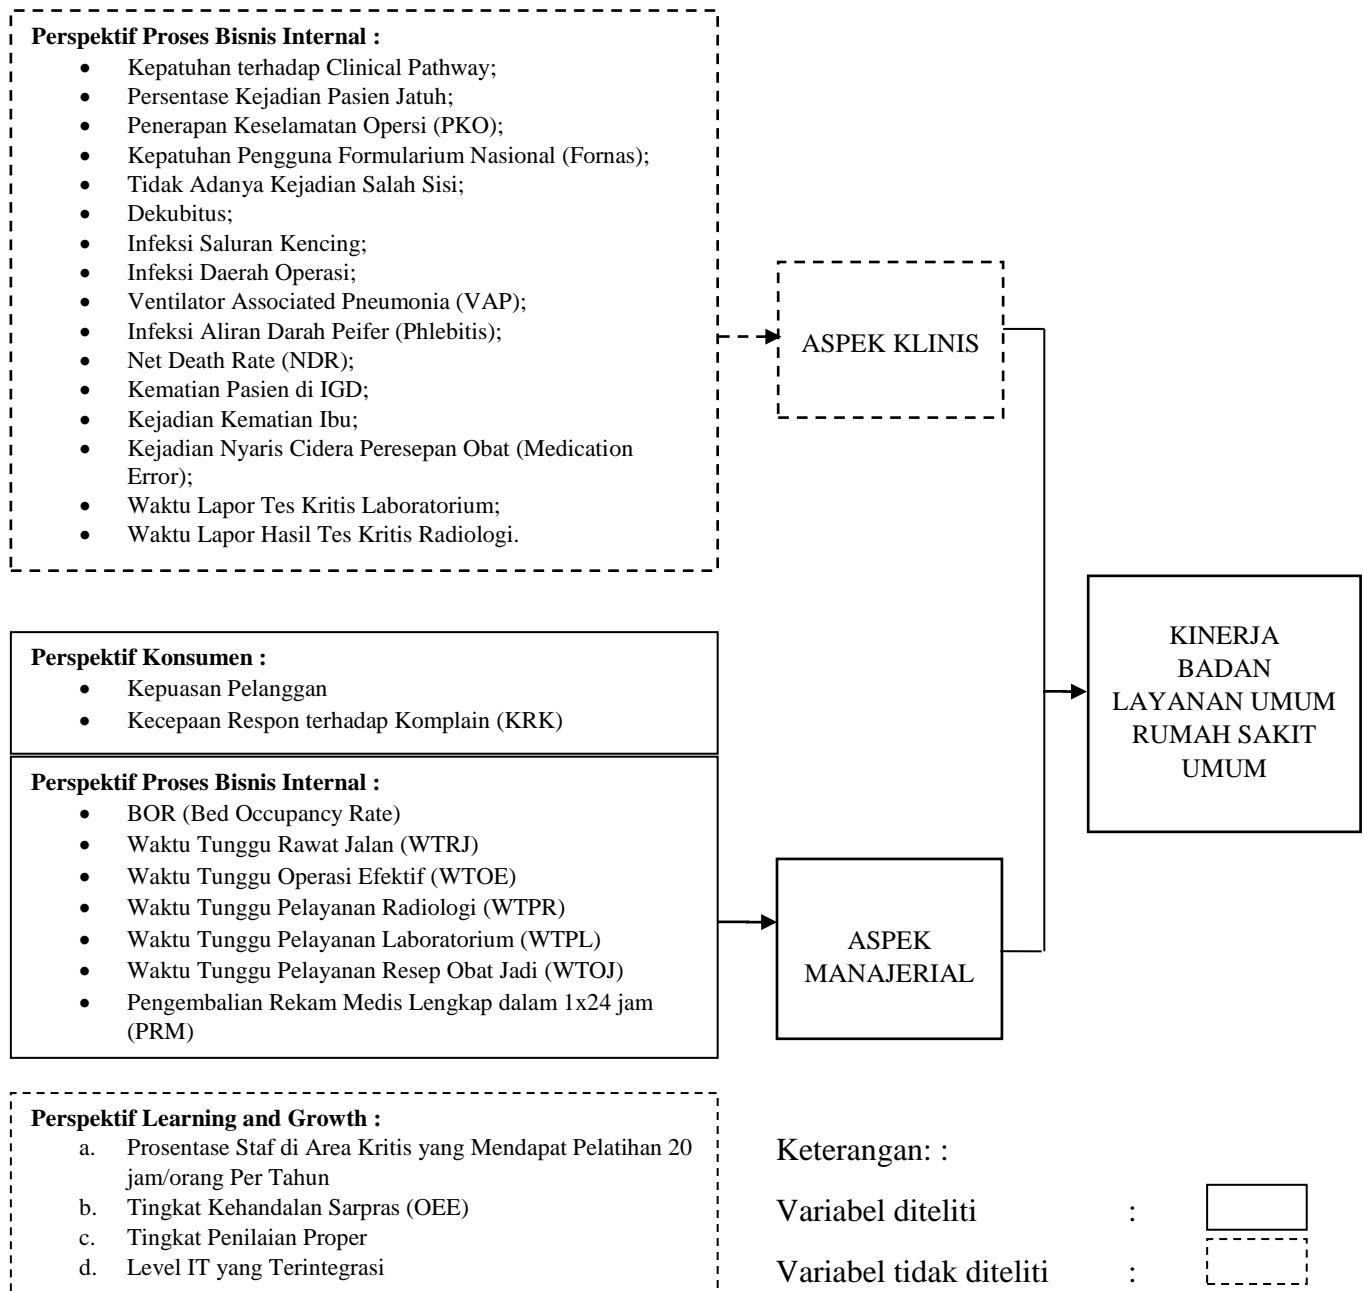 Perspektif Proses Bisnis Internal :
• Kepatuhan terhadap Clinical Pathway;
• Persentase Kejadian Pasien Jatuh;
• Penerapan Keselamatan Opersi (PKO);
• Kepatuhan Pengguna Formularium Nasional (Fornas);
• Tidak Adanya Kejadian Salah Sisi;
• Dekubitus;
• Infeksi Saluran Kencing;
• Infeksi Daerah Operasi;
• Ventilator Associated Pneumonia (VAP);
• Infeksi Aliran Darah Peifer (Phlebitis);
• Net Death Rate (NDR);
• Kematian Pasien di IGD;
• Kejadian Kematian Ibu;
• Kejadian Nyaris Cidera Peresepan Obat (Medication
Error);
• Waktu Lapor Tes Kritis Laboratorium;
• Waktu Lapor Hasil Tes Kritis Radiologi.
ASPEK KLINIS
Perspektif Konsumen :
• Kepuasan Pelanggan
• Kecepaan Respon terhadap Komplain (KRK)
Perspektif Proses Bisnis Internal :
• BOR (Bed Occupancy Rate)
• Waktu Tunggu Rawat Jalan (WTRJ)
• Waktu Tunggu Operasi Efektif (WTOE)
• Waktu Tunggu Pelayanan Radiologi (WTPR)
• Waktu Tunggu Pelayanan Laboratorium (WTPL)
• Waktu Tunggu Pelayanan Resep Obat Jadi (WTOJ)
• Pengembalian Rekam Medis Lengkap dalam 1x24 jam
(PRM)
ASPEK
MANAJERIAL
KINERJA
BADAN
LAYANAN UMUM
RUMAH SAKIT
UMUM
Perspektif Learning and Growth :
a. Prosentase Staf di Area Kritis yang Mendapat Pelatihan 20
jam/orang Per Tahun
b. Tingkat Kehandalan Sarpras (OEE)
c. Tingkat Penilaian Proper
d. Level IT yang Terintegrasi
Keterangan: :
Variabel diteliti :
Variabel tidak diteliti :